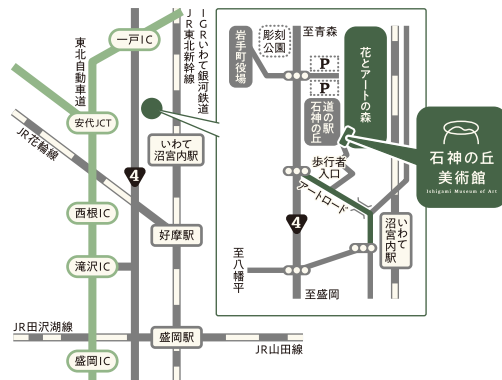 一戸IC
東北自動車道
JR東北新幹線
IGRいわて銀河鉄道
安代JCT
JR花輪線
いわて
沼宮内駅
4
西根IC
好摩駅
滝沢IC
JR田沢湖線
盛岡駅
JR山田線
盛岡IC
至青森
岩手町役場
彫刻
公園
P
P
花とアートの森
道の駅
石神の丘
歩行者
入口
アートロード
4
いわて
沼宮内駅
至八幡平
至盛岡
石神の丘
美術館
Ishigami Museum of Art